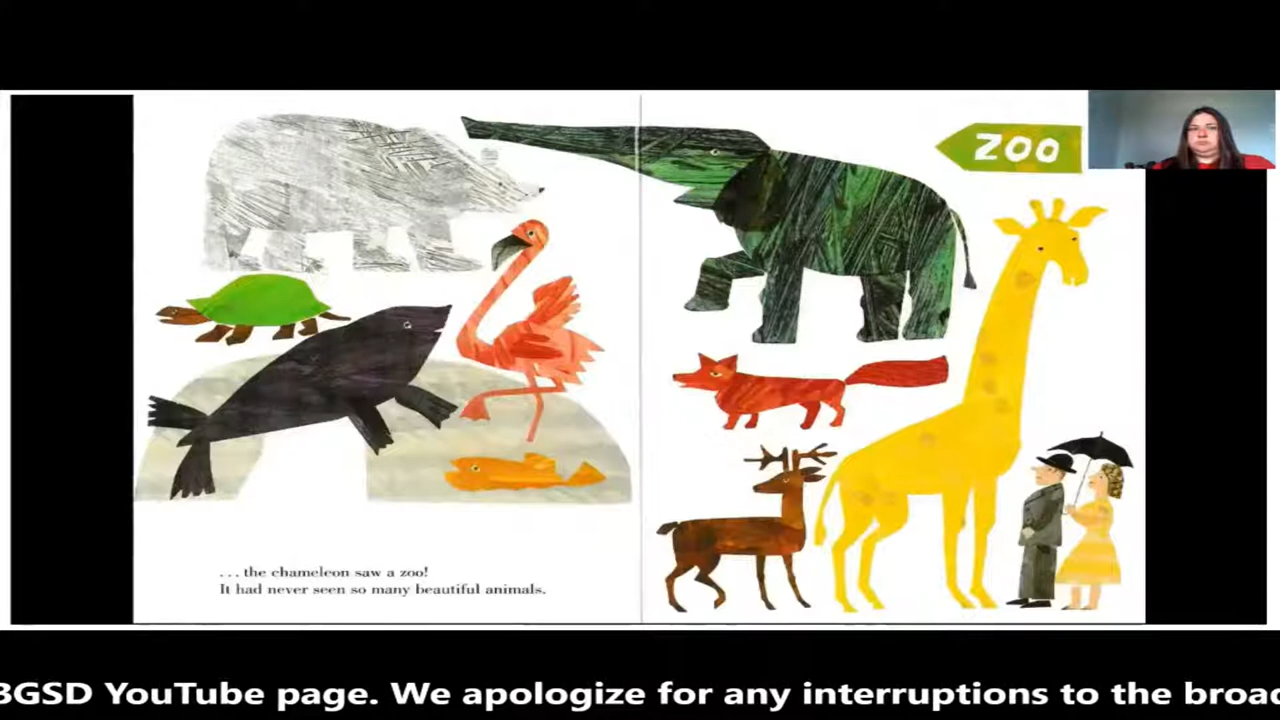 ZOO
...the chameleon saw a zoo!
It had never seen so many beautiful animals.
BGSD YouTube page. We apologize for any interruptions to the broad